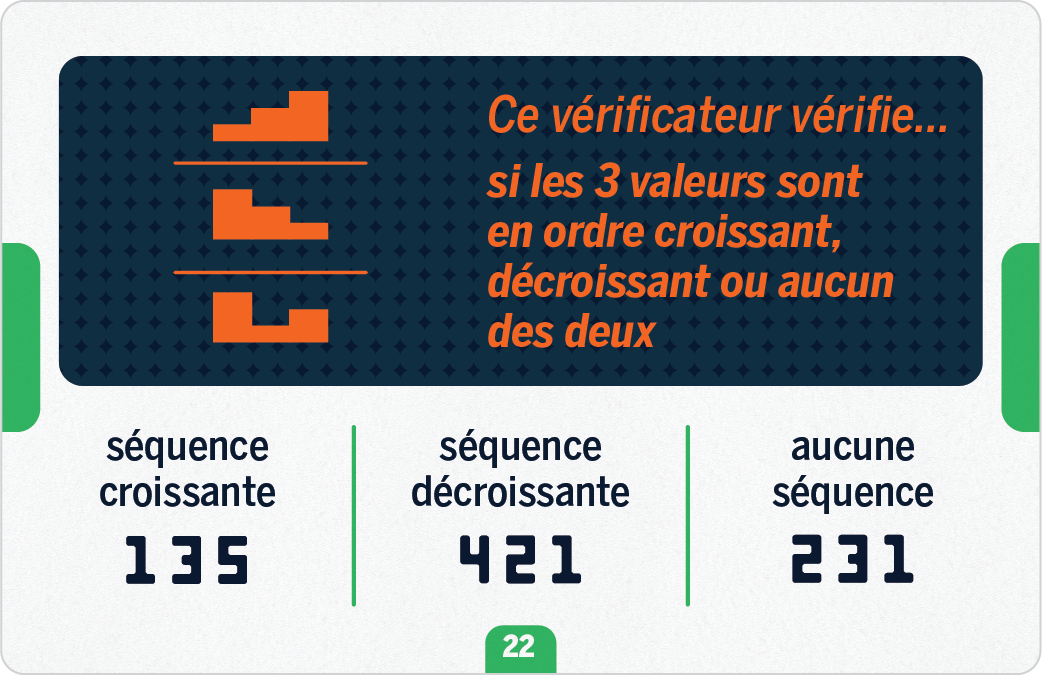 Ce vérificateur vérifie...
si les 3 valeurs sont
en ordre croissant,
décroissant ou aucun
des deux
séquence
croissante
135
séquence
décroissante
421
aucune
séquence
231
22